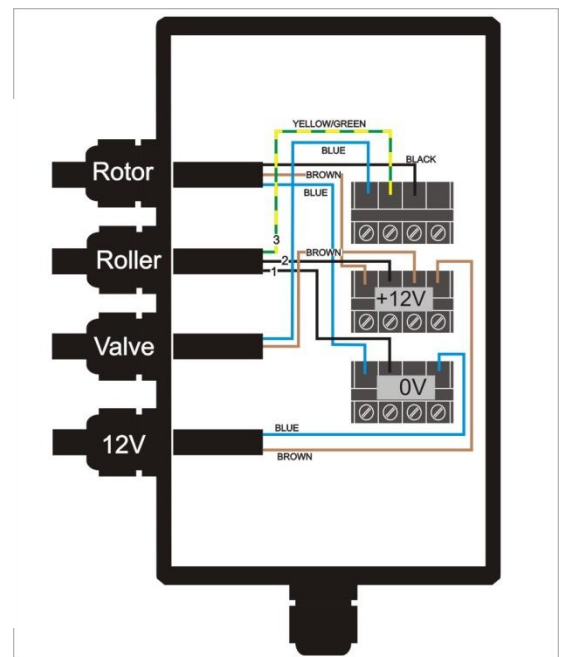 YELLOW/GREEN
BLUE
BLACK
Rotor
BROWN
BLUE
3
Roller
BROWN
2
1
+12V
Valve
0V
BLUE
12V
BROWN